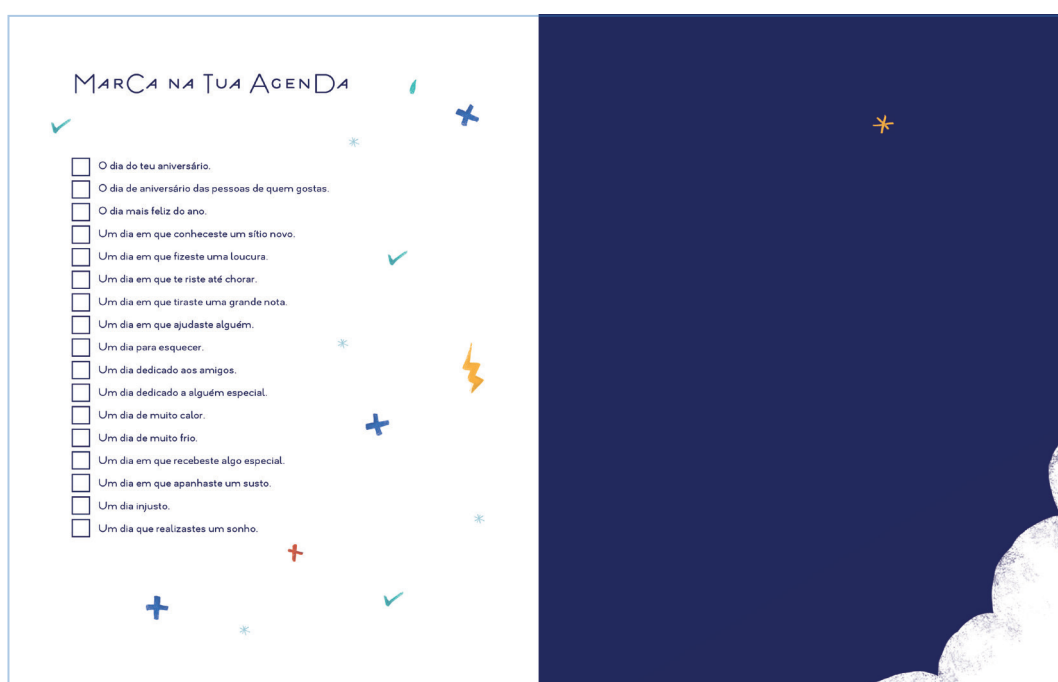 MarCa na Tua AgenDa
O dia do teu aniversário.
O dia de aniversário das pessoas de quem gostas.
O dia mais feliz do ano.
Um dia em que conheceste um sítio novo.
Um dia em que fizeste uma loucura.
Um dia em que te riste até chorar.
Um dia em que tiraste uma grande nota.
Um dia em que ajudaste alguém.
Um dia para esquecer.
Um dia dedicado aos amigos.
Um dia dedicado a alguém especial.
Um dia de muito calor.
Um dia de muito frio.
Um dia em que recebeste algo especial.
Um dia em que apanhaste um susto.
Um dia injusto.
Um dia que realizastes um sonho.